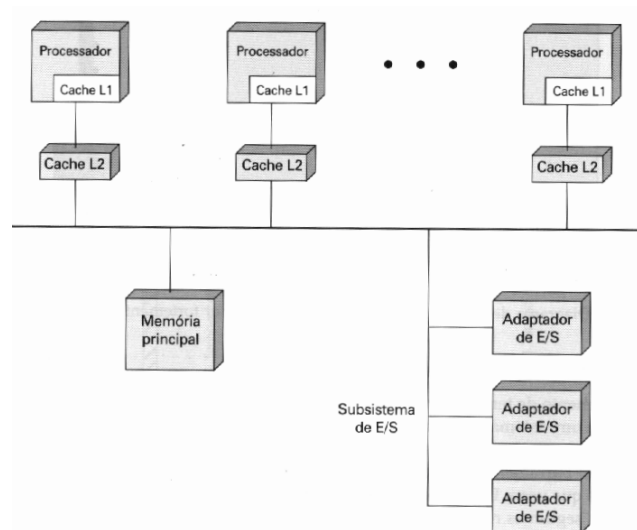 Processador
Cache L1
Processador
Cache L1
Processador
Cache L1
Cache L2
Cache L2
Cache L2
Memória
principal
Subsistema
de E/S
Adaptador
de E/S
Adaptador
de E/S
Adaptador
de E/S